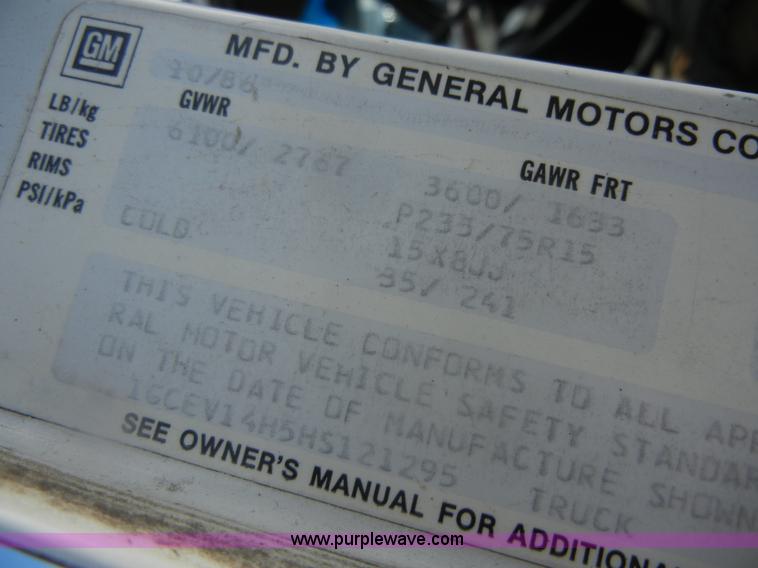 GM
MFD. BY GENERAL MOTORS CO
10/86
GVWR
LB/kg
6100/ 2767
GAWR FRT
3600/ 1633
TIRES
P235/75R15
RIMS
15X8JJ
PSI/kPa
COLD
35/ 241
THIS VEHICLE CONFORMS TO ALL APP
RAL MOTOR VEHICLE SAFETY STANDAR
ON THE DATE OF MANUFACTURE SHOWN
1GCEV14H5HS121295 TRUCK
SEE OWNER'S MANUAL FOR ADDITIONA
www.purplewave.com